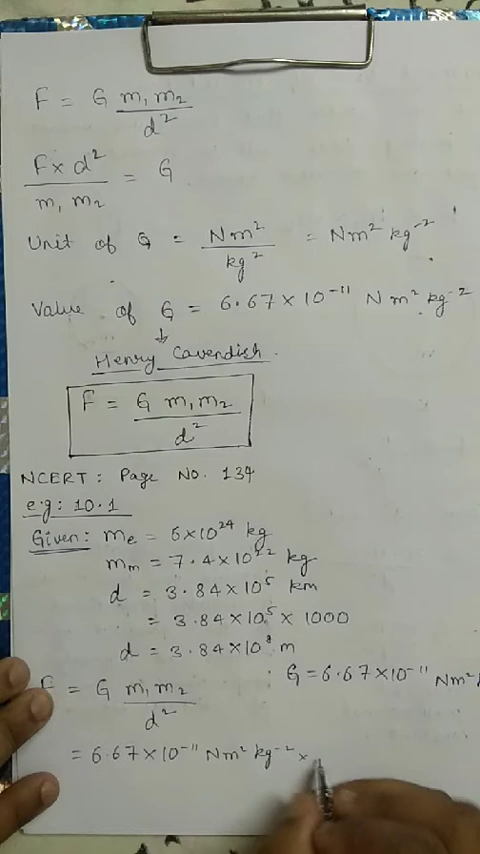 F = G m₁m₂/d²
F × d²/m₁ m₂ = G
Unit of G = Nm²/kg² = Nm² kg⁻²
Value of G = 6.67 × 10⁻¹¹ N m² kg⁻²
↓
Henry Cavendish.
F = G m₁m₂/d²
NCERT: Page No. 134
e.g: 10.1
Given: mₑ = 6×10²⁴ kg
mₘ = 7.4×10²² kg
d = 3.84×10⁵ km
= 3.84×10⁵ × 1000
d = 3.84×10⁸ m
G = 6.67×10⁻¹¹ Nm²
F = G m₁m₂/d²
= 6.67×10⁻¹¹ Nm² kg⁻² ×